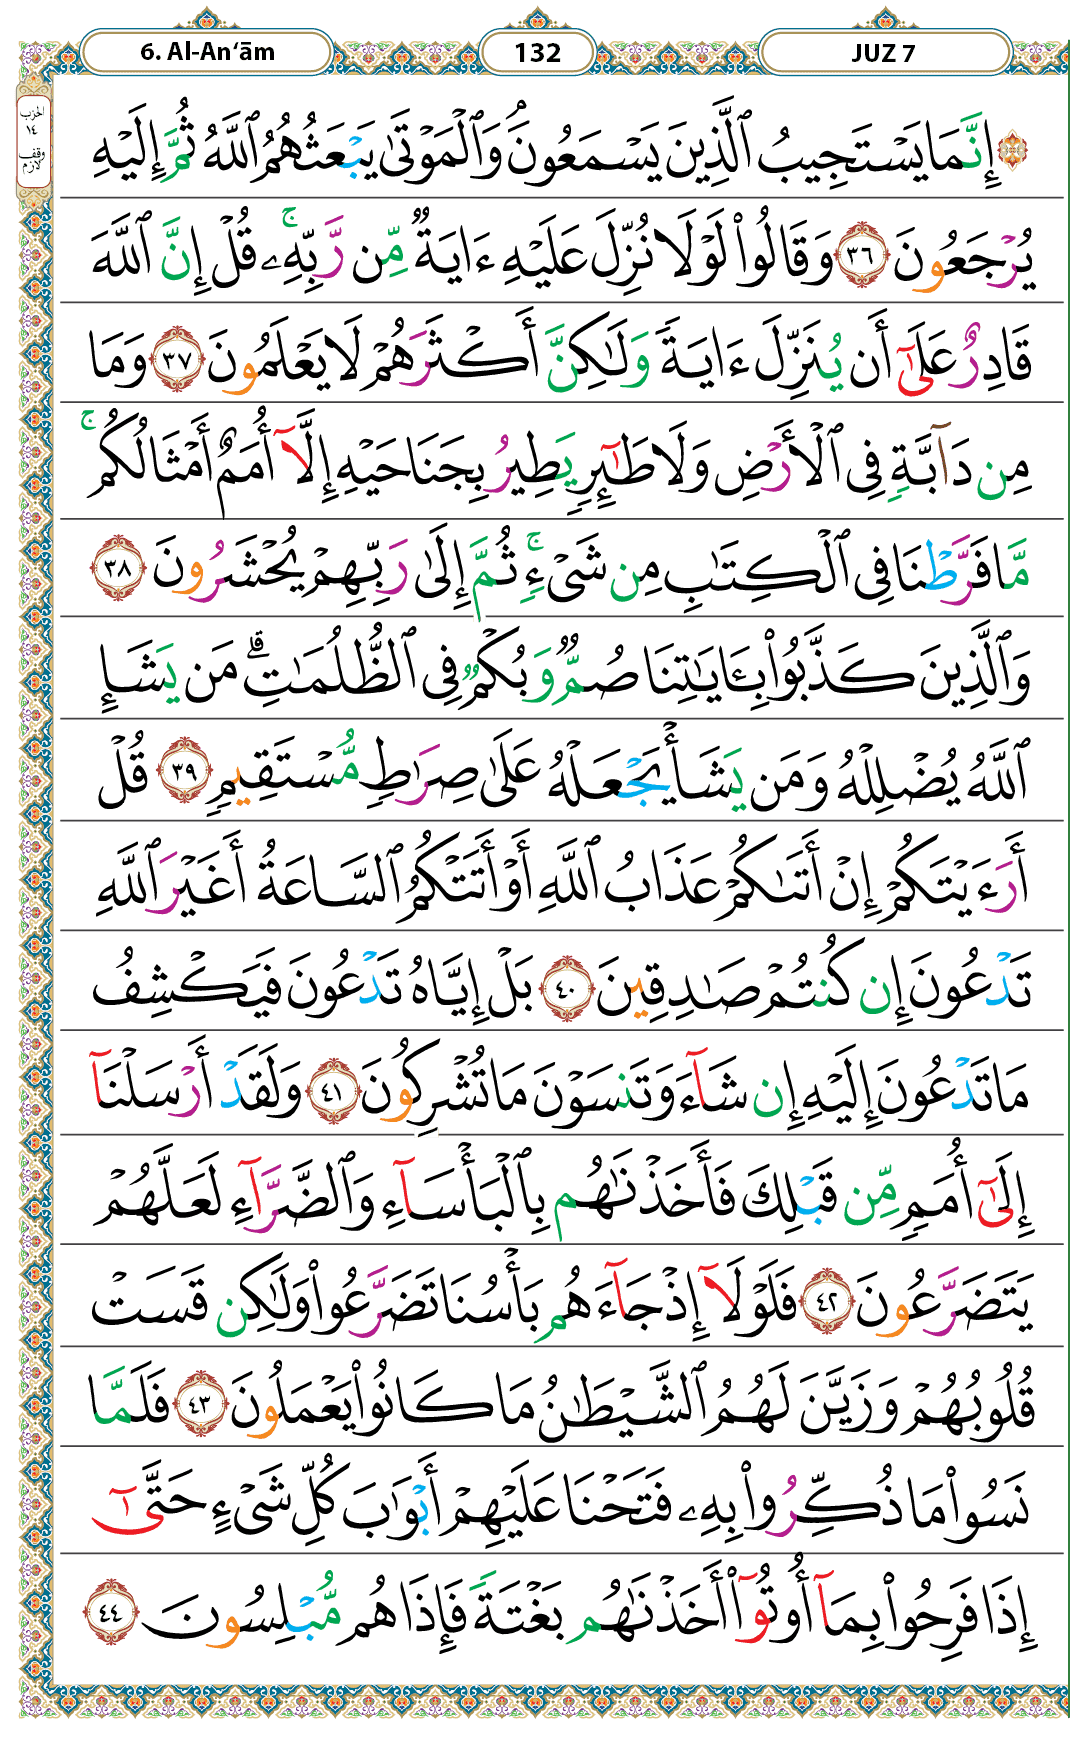 6. Al-An‘ām
132
JUZ 7
الحزب
١٤
وقف
لازم
۞ إِنَّمَا يَسْتَجِيبُ ٱلَّذِينَ يَسْمَعُونَۘ وَٱلْمَوْتَىٰ يَبْعَثُهُمُ ٱللَّهُ ثُمَّ إِلَيْهِ
يُرْجَعُونَ ٣٦ وَقَالُوا۟ لَوْلَا نُزِّلَ عَلَيْهِ ءَايَةٌ مِّن رَّبِّهِۦۚ قُلْ إِنَّ ٱللَّهَ
قَادِرٌ عَلَىٰٓ أَن يُنَزِّلَ ءَايَةً وَلَٰكِنَّ أَكْثَرَهُمْ لَا يَعْلَمُونَ ٣٧ وَمَا
مِن دَآبَّةٍ فِى ٱلْأَرْضِ وَلَا طَٰٓئِرٍ يَطِيرُ بِجَنَاحَيْهِ إِلَّآ أُمَمٌ أَمْثَالُكُمۚ
مَّا فَرَّطْنَا فِى ٱلْكِتَٰبِ مِن شَىْءٍۚ ثُمَّ إِلَىٰ رَبِّهِمْ يُحْشَرُونَ ٣٨
وَٱلَّذِينَ كَذَّبُوا۟ بِـَٔايَٰتِنَا صُمٌّ وَبُكْمٌ فِى ٱلظُّلُمَٰتِۗ مَن يَشَإِ
ٱللَّهُ يُضْلِلْهُ وَمَن يَشَأْ يَجْعَلْهُ عَلَىٰ صِرَٰطٍ مُّسْتَقِيمٍ ٣٩ قُلْ
أَرَءَيْتَكُمْ إِنْ أَتَىٰكُمْ عَذَابُ ٱللَّهِ أَوْ أَتَتْكُمُ ٱلسَّاعَةُ أَغَيْرَ ٱللَّهِ
تَدْعُونَ إِن كُنتُمْ صَٰدِقِينَ ٤٠ بَلْ إِيَّاهُ تَدْعُونَ فَيَكْشِفُ
مَا تَدْعُونَ إِلَيْهِ إِن شَآءَ وَتَنسَوْنَ مَا تُشْرِكُونَ ٤١ وَلَقَدْ أَرْسَلْنَآ
إِلَىٰٓ أُمَمٍ مِّن قَبْلِكَ فَأَخَذْنَٰهُم بِٱلْبَأْسَآءِ وَٱلضَّرَّآءِ لَعَلَّهُمْ
يَتَضَرَّعُونَ ٤٢ فَلَوْلَآ إِذْ جَآءَهُم بَأْسُنَا تَضَرَّعُوا۟ وَلَٰكِن قَسَتْ
قُلُوبُهُمْ وَزَيَّنَ لَهُمُ ٱلشَّيْطَٰنُ مَا كَانُوا۟ يَعْمَلُونَ ٤٣ فَلَمَّا
نَسُوا۟ مَا ذُكِّرُوا۟ بِهِۦ فَتَحْنَا عَلَيْهِمْ أَبْوَٰبَ كُلِّ شَىْءٍ حَتَّىٰٓ
إِذَا فَرِحُوا۟ بِمَآ أُوتُوٓا۟ أَخَذْنَٰهُم بَغْتَةً فَإِذَا هُم مُّبْلِسُونَ ٤٤